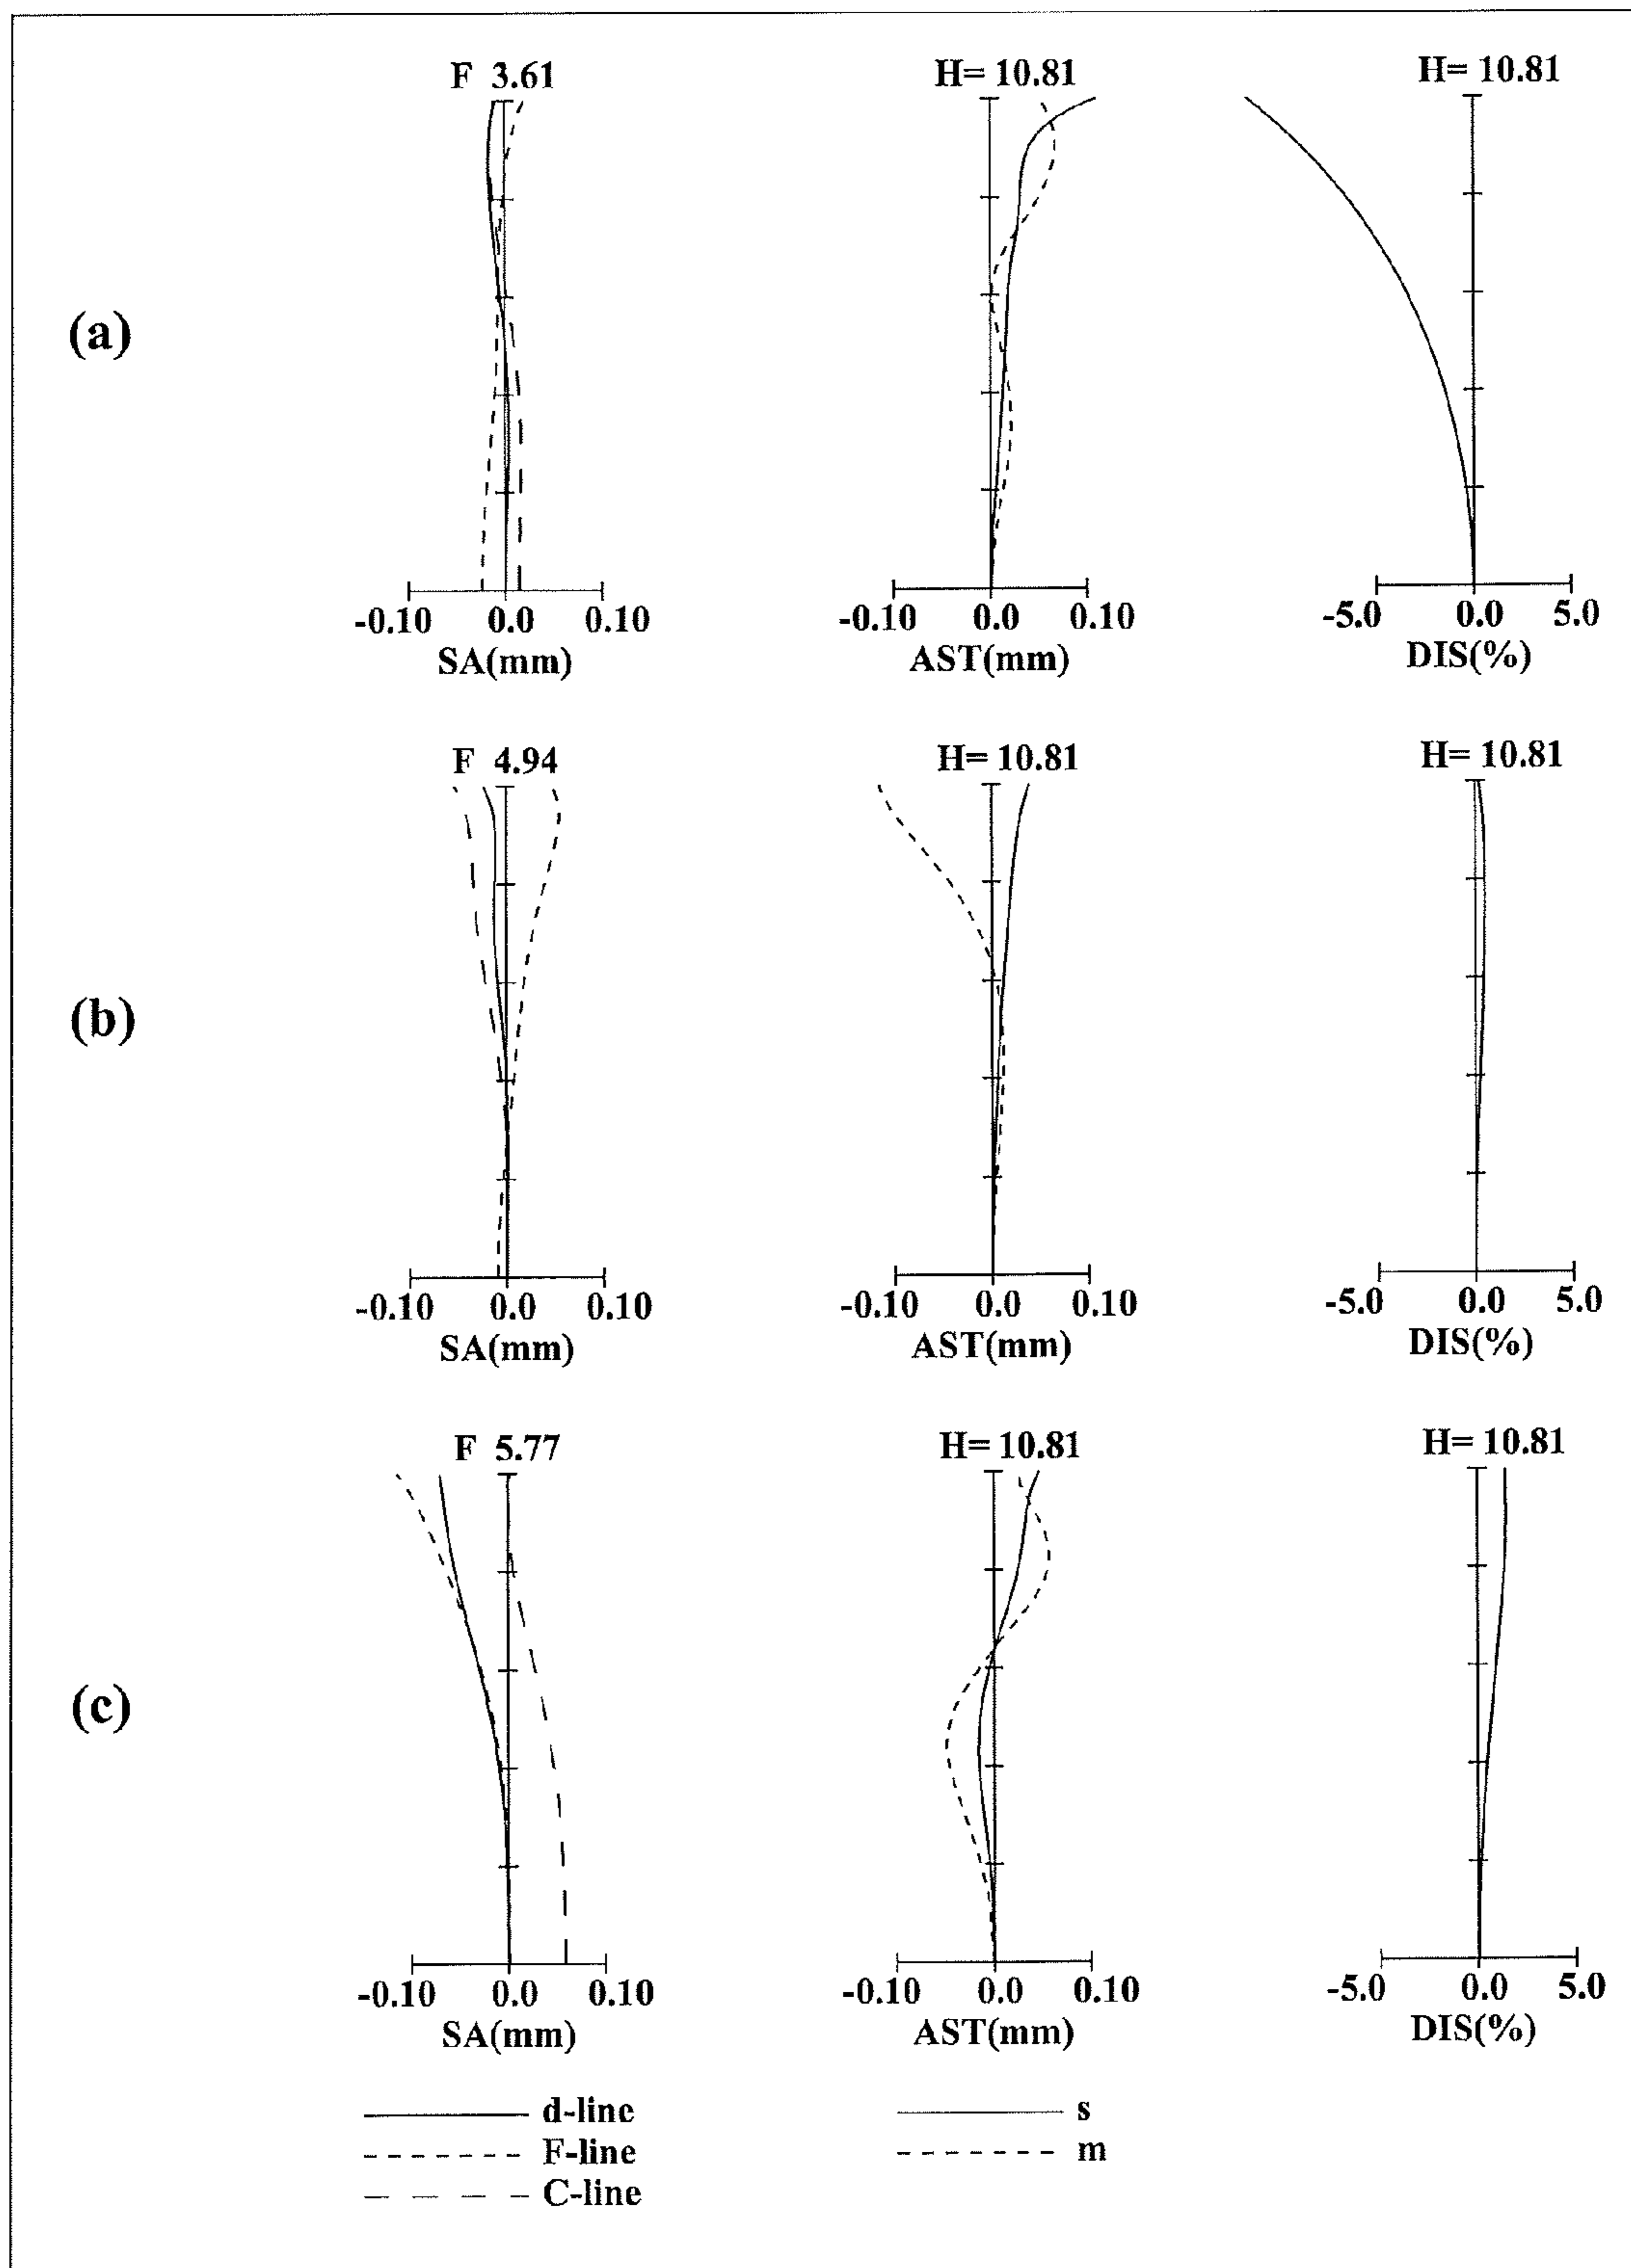 F 3.61 H= 10.81 H= 10.81
(a)
-0.10 0.0 0.10 -0.10 0.0 0.10 -5.0 0.0 5.0
SA(mm) AST(mm) DIS(%)
F 4.94 H= 10.81 H= 10.81
(b)
-0.10 0.0 0.10 -0.10 0.0 0.10 -5.0 0.0 5.0
SA(mm) AST(mm) DIS(%)
F 5.77 H= 10.81 H= 10.81
(c)
-0.10 0.0 0.10 -0.10 0.0 0.10 -5.0 0.0 5.0
SA(mm) AST(mm) DIS(%)
d-line s
F-line m
C-line